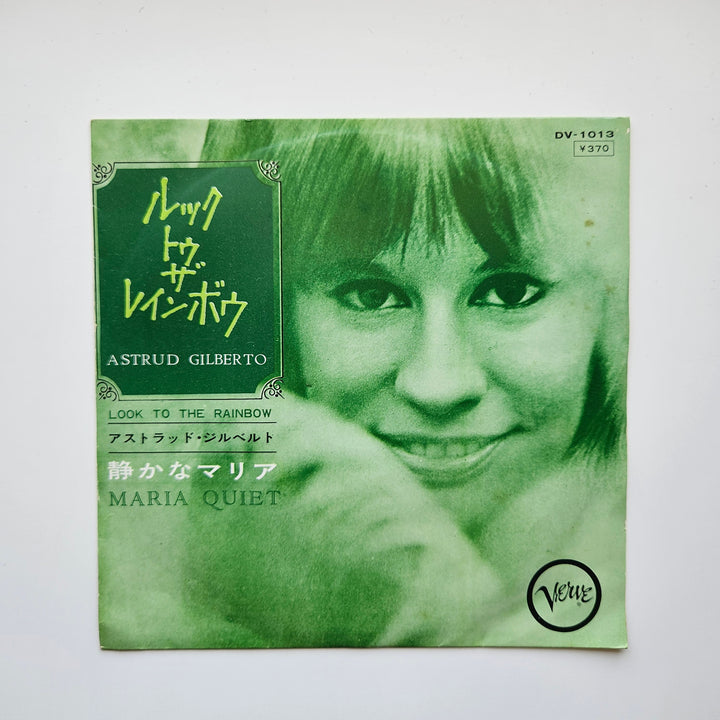 DV-1013
¥370
ルック
トゥ
ザ
レインボウ
ASTRUD GILBERTO
LOOK TO THE RAINBOW
アストラッド・ジルベルト
静かなマリア
MARIA QUIET
Verve